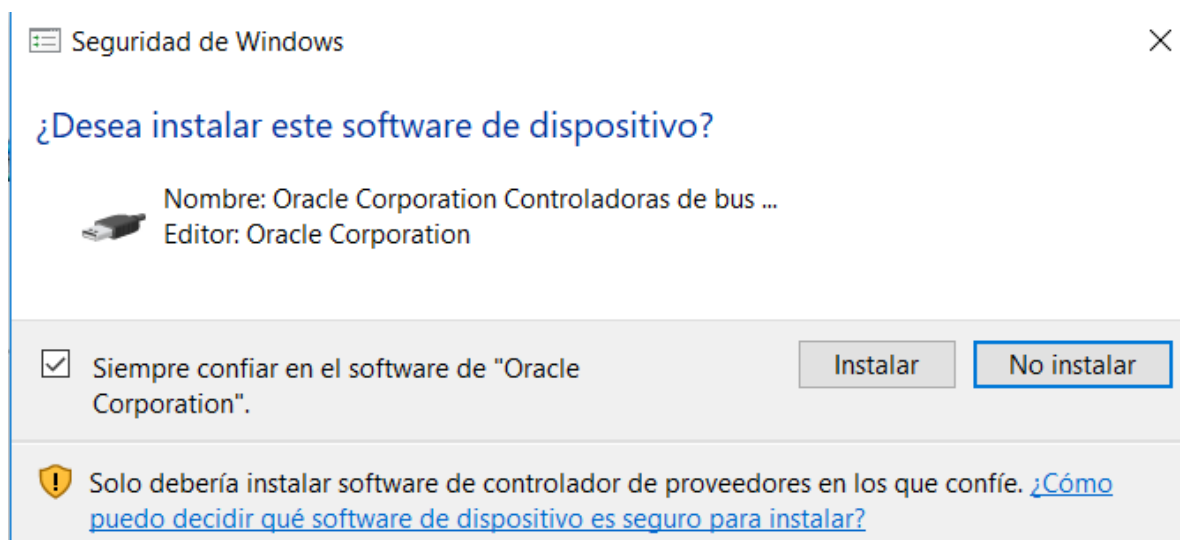 Seguridad de Windows
¿Desea instalar este software de dispositivo?
Nombre: Oracle Corporation Controladoras de bus ...
Editor: Oracle Corporation
Siempre confiar en el software de "Oracle
Corporation".
Instalar
No instalar
Solo debería instalar software de controlador de proveedores en los que confíe. ¿Cómo
puedo decidir qué software de dispositivo es seguro para instalar?